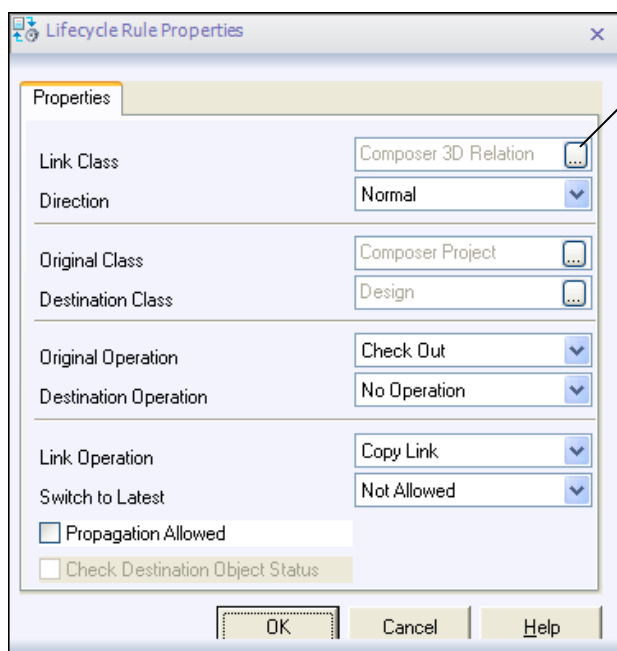 Lifecycle Rule Properties
Properties
Link Class Composer 3D Relation ...
Direction Normal
Original Class Composer Project ...
Destination Class Design ...
Original Operation Check Out
Destination Operation No Operation
Link Operation Copy Link
Switch to Latest Not Allowed
Propagation Allowed
Check Destination Object Status
OK Cancel Help